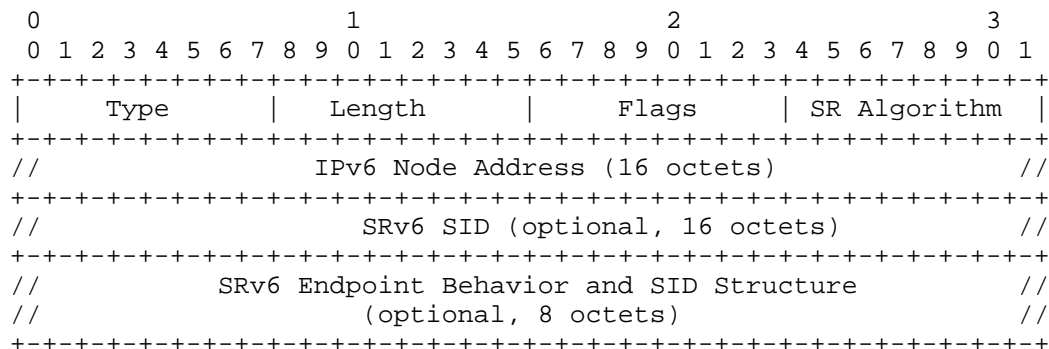 0                   1                   2                   3
 0 1 2 3 4 5 6 7 8 9 0 1 2 3 4 5 6 7 8 9 0 1 2 3 4 5 6 7 8 9 0 1
+-+-+-+-+-+-+-+-+-+-+-+-+-+-+-+-+-+-+-+-+-+-+-+-+-+-+-+-+-+-+-+-+
|     Type      |   Length      |     Flags     | SR Algorithm  |
+-+-+-+-+-+-+-+-+-+-+-+-+-+-+-+-+-+-+-+-+-+-+-+-+-+-+-+-+-+-+-+-+
//                 IPv6 Node Address (16 octets)               //
+-+-+-+-+-+-+-+-+-+-+-+-+-+-+-+-+-+-+-+-+-+-+-+-+-+-+-+-+-+-+-+-+
//                    SRv6 SID (optional, 16 octets)           //
+-+-+-+-+-+-+-+-+-+-+-+-+-+-+-+-+-+-+-+-+-+-+-+-+-+-+-+-+-+-+-+-+
//           SRv6 Endpoint Behavior and SID Structure          //
//                    (optional, 8 octets)                     //
+-+-+-+-+-+-+-+-+-+-+-+-+-+-+-+-+-+-+-+-+-+-+-+-+-+-+-+-+-+-+-+-+